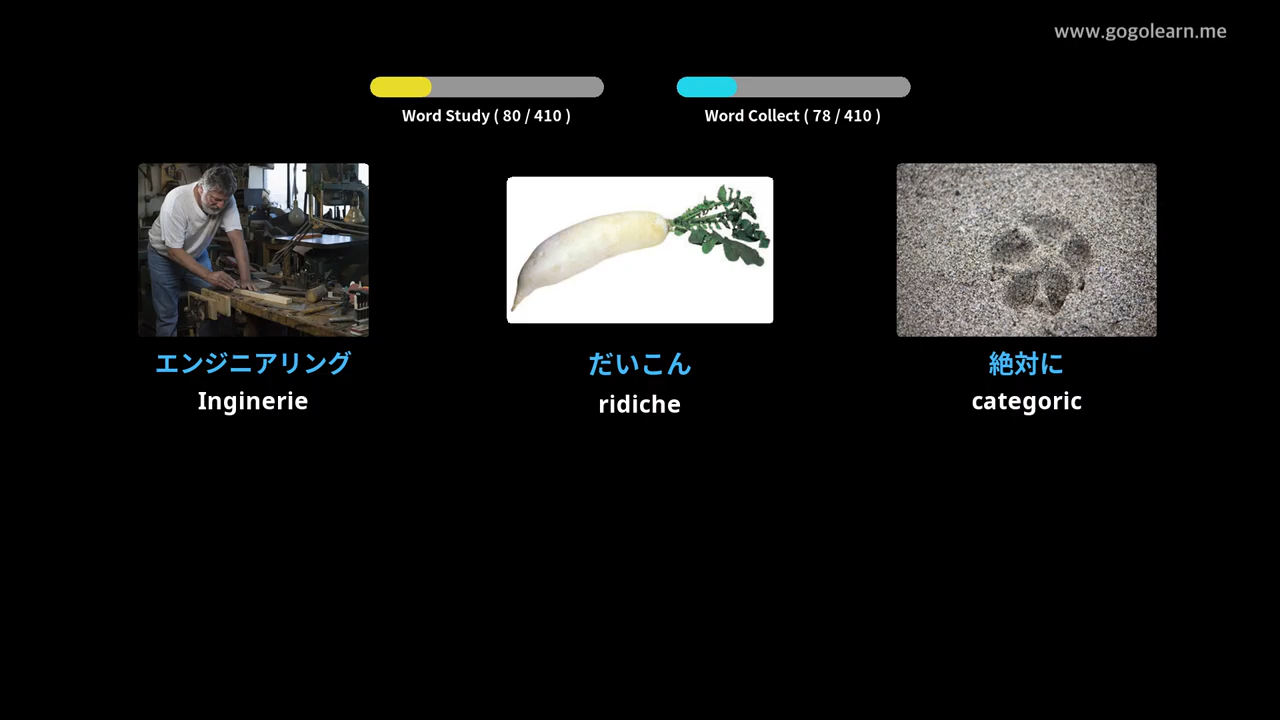 www.gogolearn.me
Word Study ( 80 / 410 )
Word Collect ( 78 / 410 )
エンジニアリング
Inginerie
だいこん
ridiche
絶対に
categoric